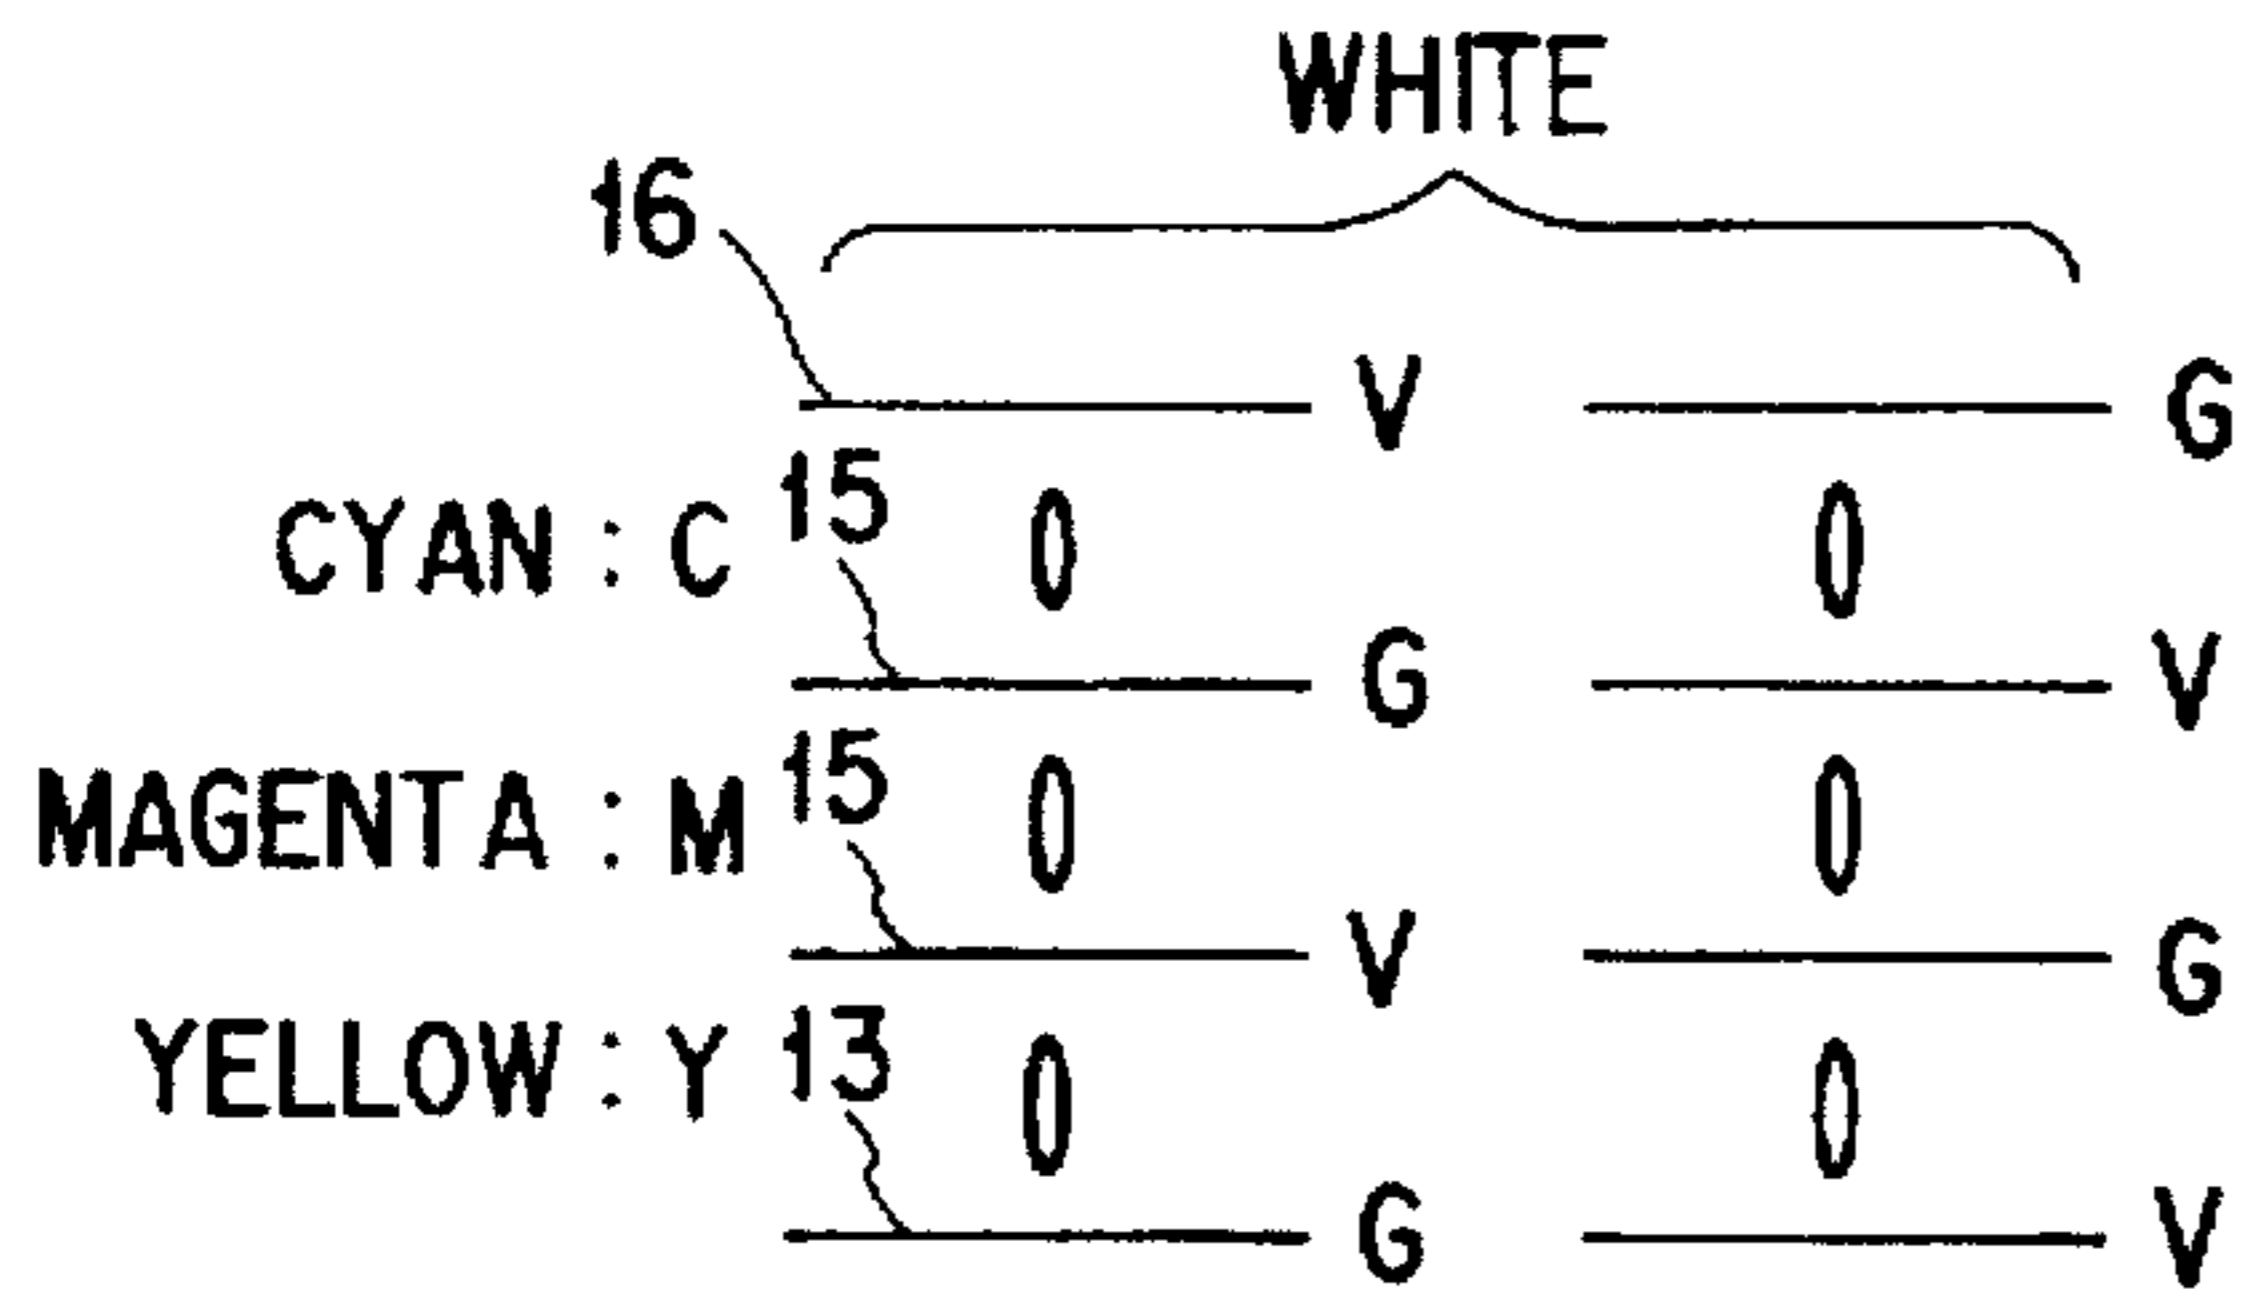 WHITE
16
V G
CYAN : C 15 0 0
G V
MAGENTA : M 15 0 0
V G
YELLOW : Y 13 0 0
G V